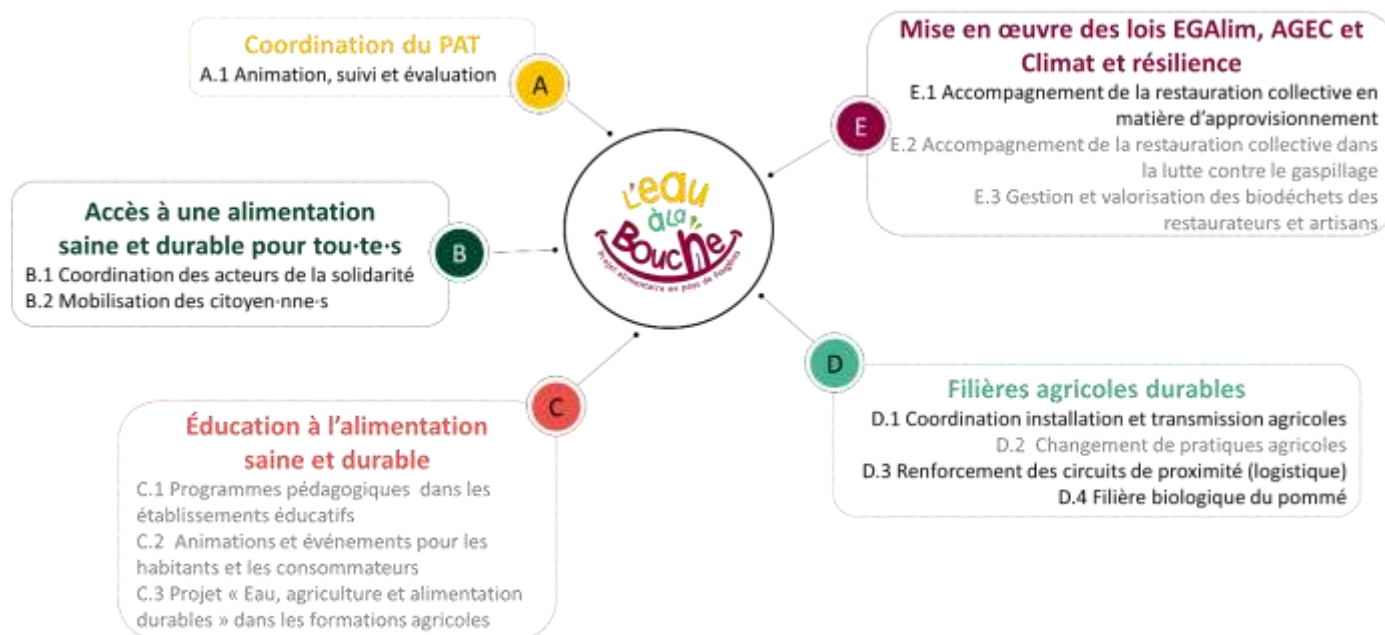 Coordination du PAT
A.1 Animation, suivi et évaluation
A
Mise en œuvre des lois EGAlim, AGEC et
Climat et résilience
E.1 Accompagnement de la restauration collective en
matière d'approvisionnement
E.2 Accompagnement de la restauration collective dans
la lutte contre le gaspillage
E.3 Gestion et valorisation des biodéchets des
restaurateurs et artisans
E
L'eau
à la
Bouche
Projet alimentaire en pays de Fougères
Accès à une alimentation
saine et durable pour tou·te·s
B.1 Coordination des acteurs de la solidarité
B.2 Mobilisation des citoyen·nne·s
B
C
Éducation à l'alimentation
saine et durable
C.1 Programmes pédagogiques dans les
établissements éducatifs
C.2 Animations et événements pour les
habitants et les consommateurs
C.3 Projet « Eau, agriculture et alimentation
durables » dans les formations agricoles
D
Filières agricoles durables
D.1 Coordination installation et transmission agricoles
D.2 Changement de pratiques agricoles
D.3 Renforcement des circuits de proximité (logistique)
D.4 Filière biologique du pommé